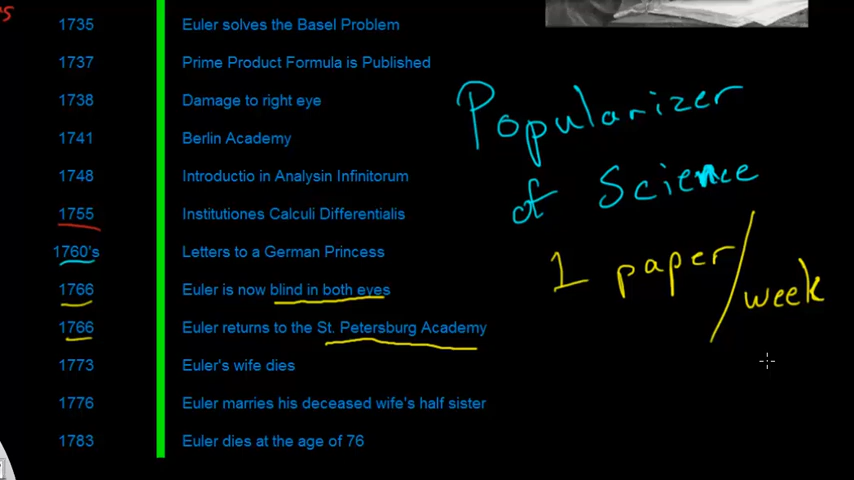 1735 Euler solves the Basel Problem
1737 Prime Product Formula is Published
1738 Damage to right eye
1741 Berlin Academy
1748 Introductio in Analysin Infinitorum
1755 Institutiones Calculi Differentialis
1760's Letters to a German Princess
1766 Euler is now blind in both eyes
1766 Euler returns to the St. Petersburg Academy
1773 Euler's wife dies
1776 Euler marries his deceased wife's half sister
1783 Euler dies at the age of 76
Popularizer
of Science
1 paper/week